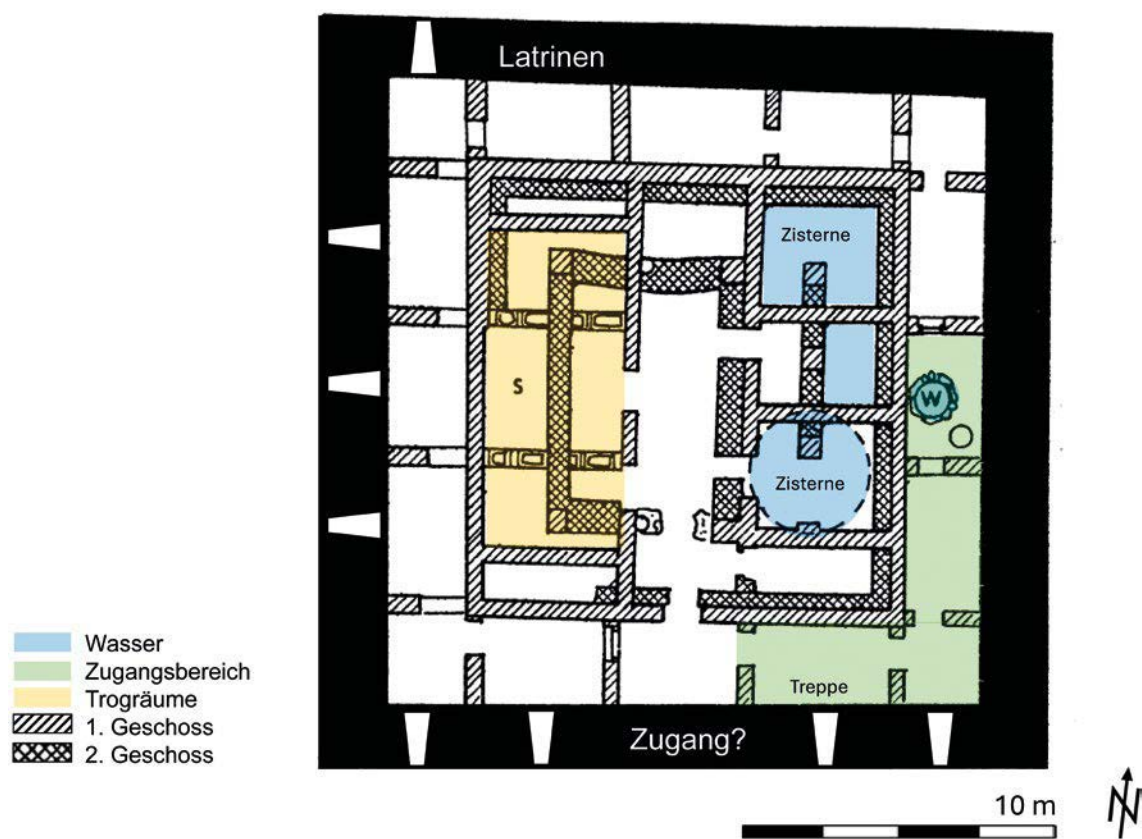 Latrinen
Zisterne
S
W
Zisterne
Treppe
Zugang?
Wasser
Zugangsbereich
Trogräume
1. Geschoss
2. Geschoss
10 m
N